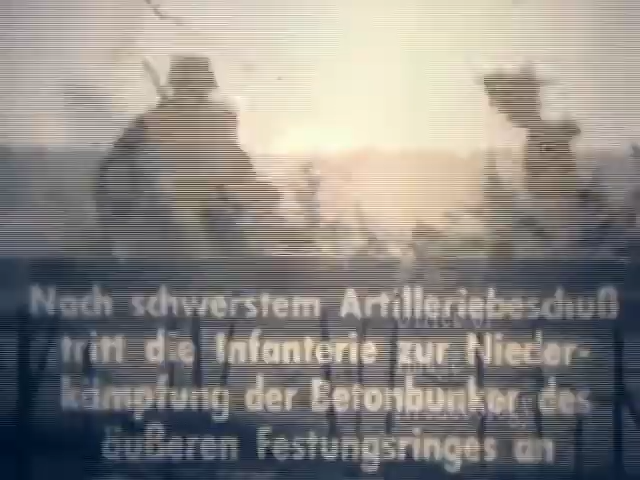 Nach schwerstem Artilleriebeschuß
tritt die Infanterie zur Nieder-
kämpfung der Betonbunker des
äußeren Festungsringes an